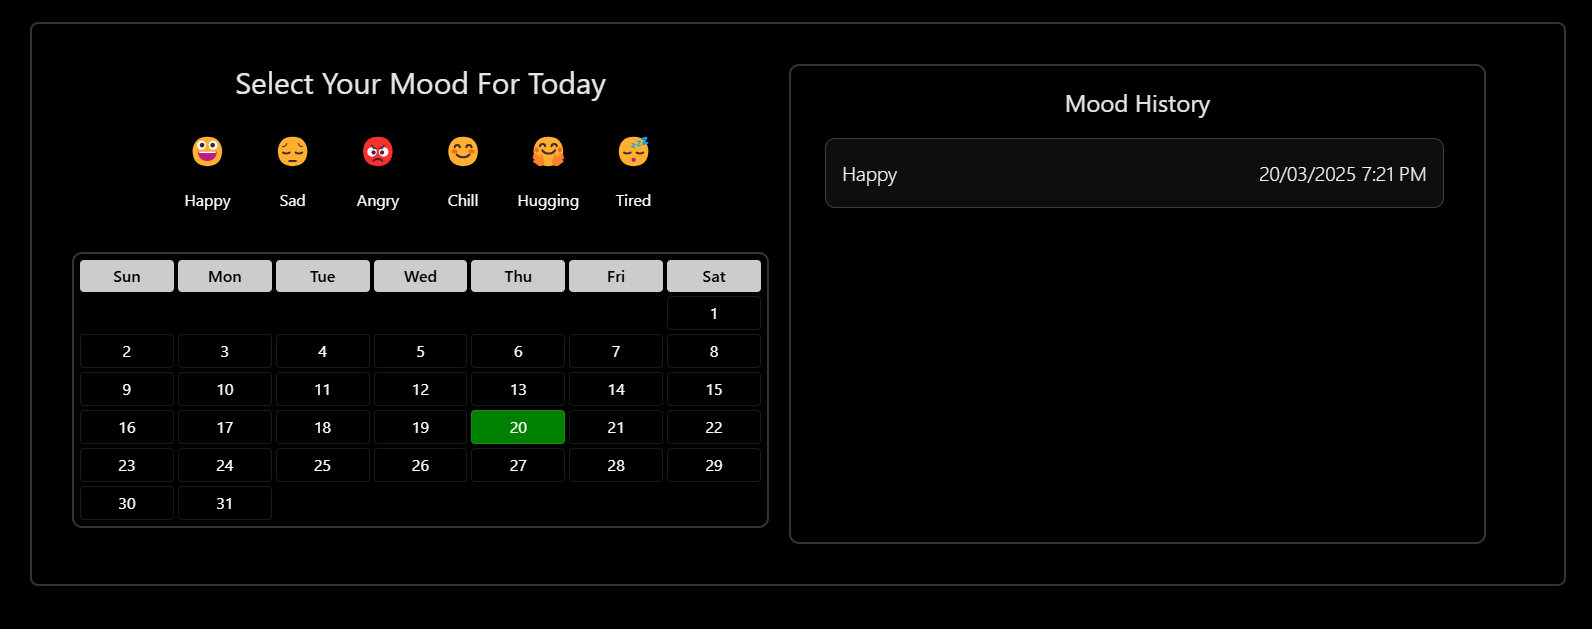 Select Your Mood For Today
Happy Sad Angry Chill Hugging Tired
Sun Mon Tue Wed Thu Fri Sat
1
2 3 4 5 6 7 8
9 10 11 12 13 14 15
16 17 18 19 20 21 22
23 24 25 26 27 28 29
30 31
Mood History
Happy 20/03/2025 7:21 PM